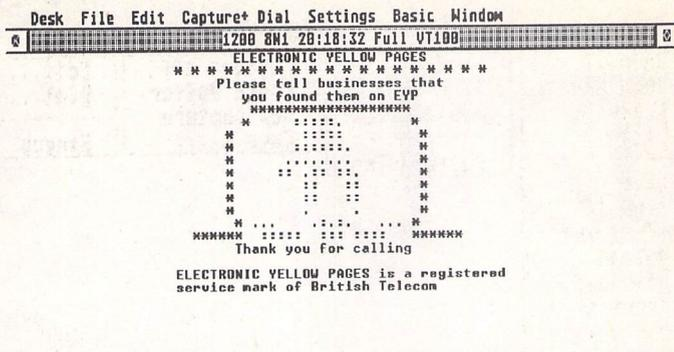 Desk File Edit Capture+ Dial Settings Basic Window
1200 8N1 20:18:32 Full VT100
ELECTRONIC YELLOW PAGES
* * * * * * * * * * * * * * * * * * *
Please tell businesses that
you found them on EYP
Thank you for calling
ELECTRONIC YELLOW PAGES is a registered
service mark of British Telecom